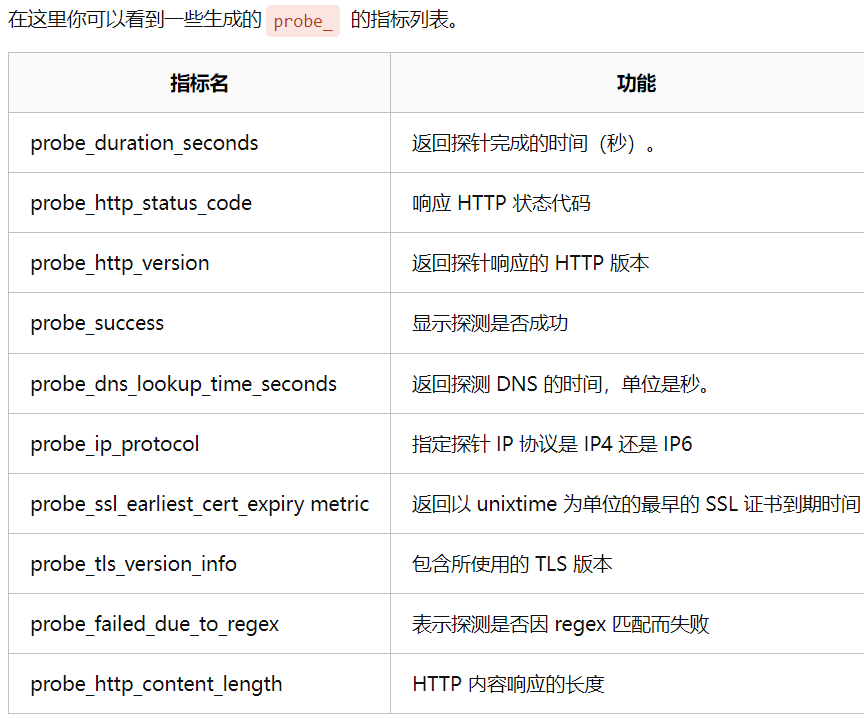 在这里你可以看到一些生成的 probe_ 的指标列表。
指标名 功能
probe_duration_seconds 返回探针完成的时间（秒）。
probe_http_status_code 响应 HTTP 状态代码
probe_http_version 返回探针响应的 HTTP 版本
probe_success 显示探测是否成功
probe_dns_lookup_time_seconds 返回探测 DNS 的时间，单位是秒。
probe_ip_protocol 指定探针 IP 协议是 IP4 还是 IP6
probe_ssl_earliest_cert_expiry metric 返回以 unixtime 为单位的最早的 SSL 证书到期时间
probe_tls_version_info 包含所使用的 TLS 版本
probe_failed_due_to_regex 表示探测是否因 regex 匹配而失败
probe_http_content_length HTTP 内容响应的长度